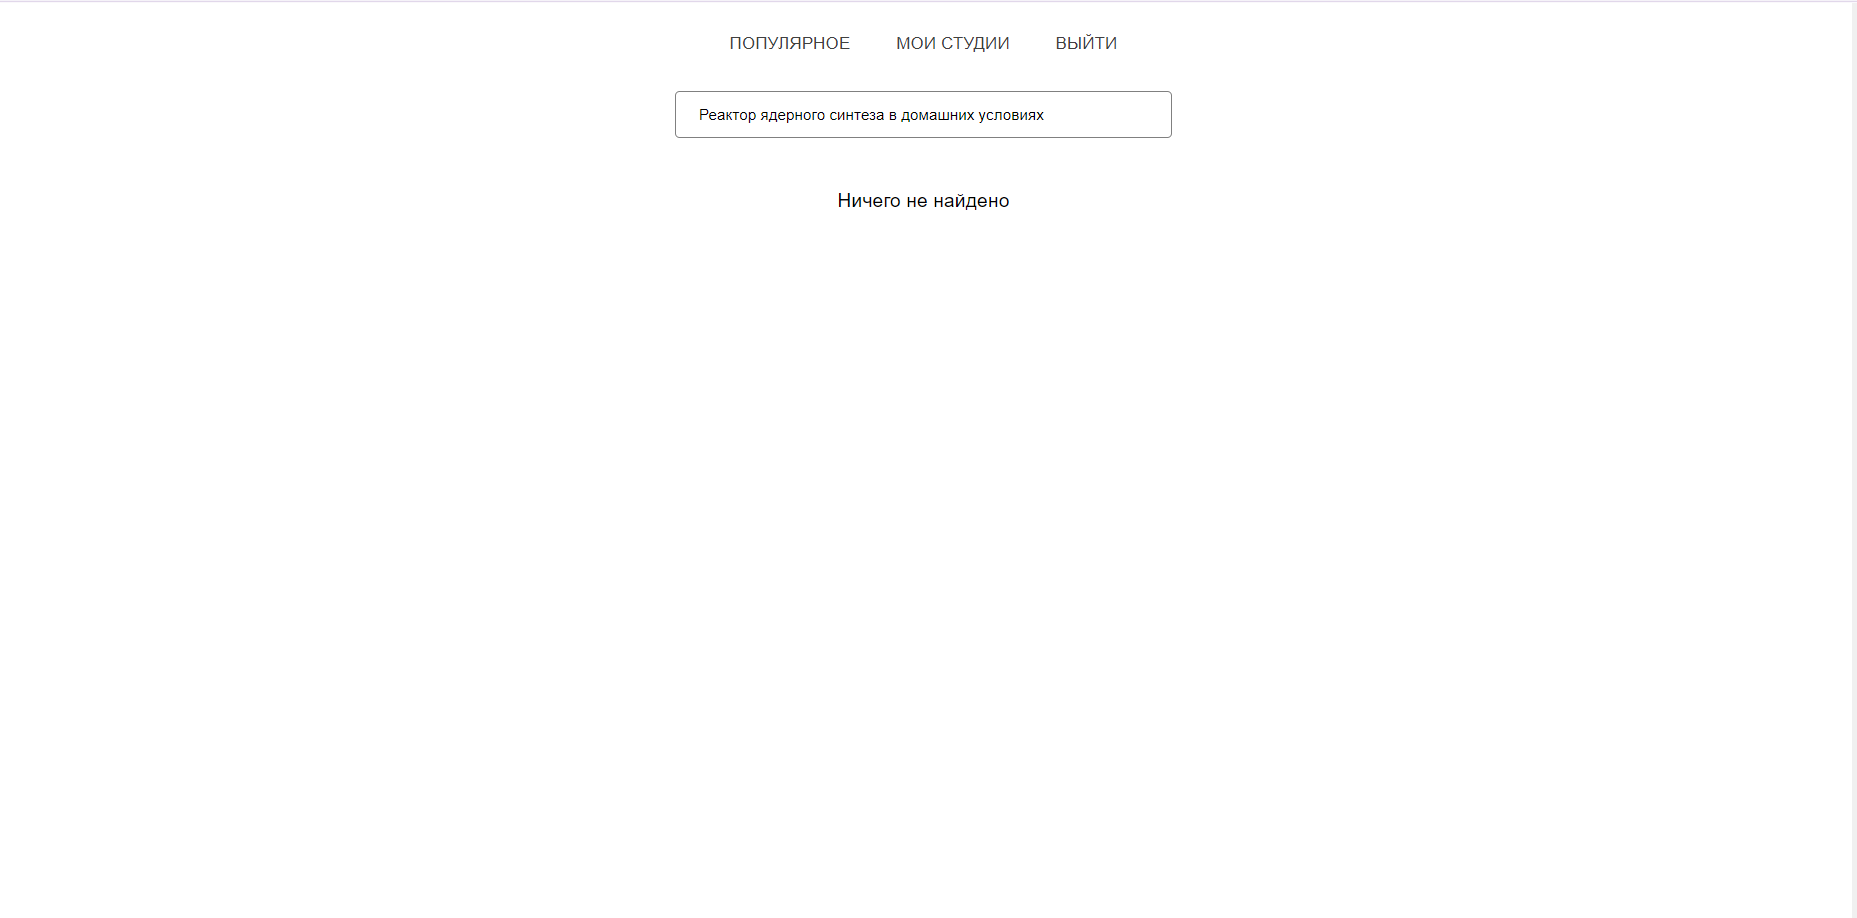 ПОПУЛЯРНОЕ МОИ СТУДИИ ВЫЙТИ
Реактор ядерного синтеза в домашних условиях
Ничего не найдено